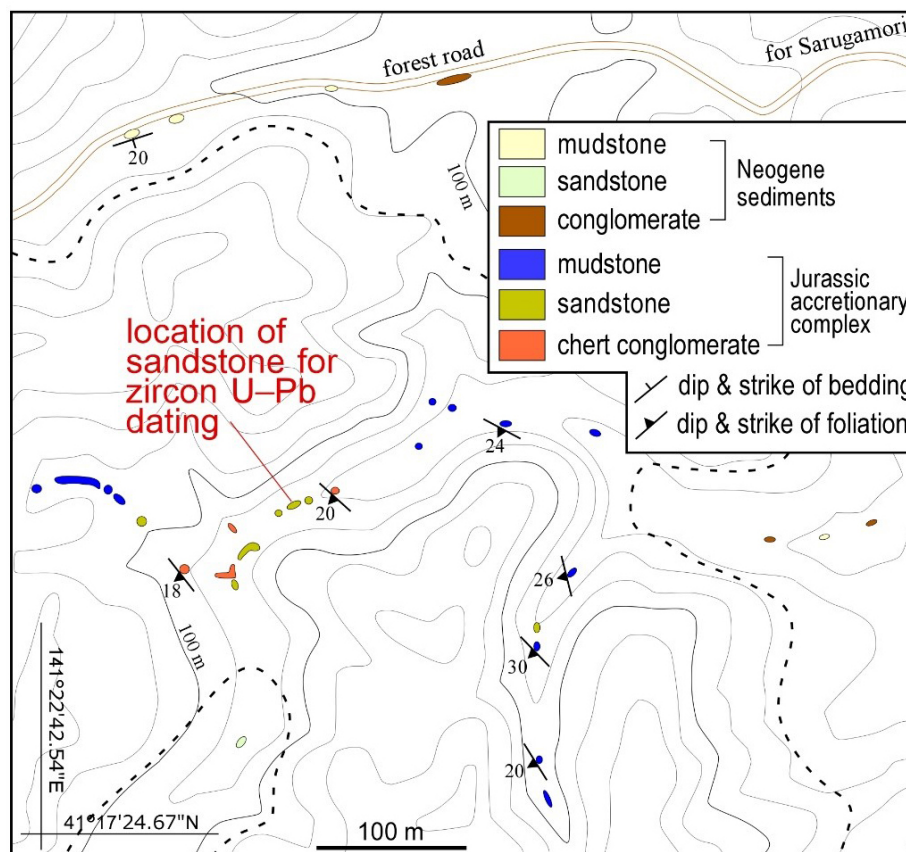 forest road
for Sarugamori
20
100 m
mudstone
sandstone
conglomerate
Neogene
sediments
mudstone
sandstone
chert conglomerate
Jurassic
accretionary
complex
dip & strike of bedding
dip & strike of foliation
location of
sandstone for
zircon U–Pb
dating
24
20
18
26
30
20
100 m
141°22'42.54"E
41°17'24.67"N
100 m